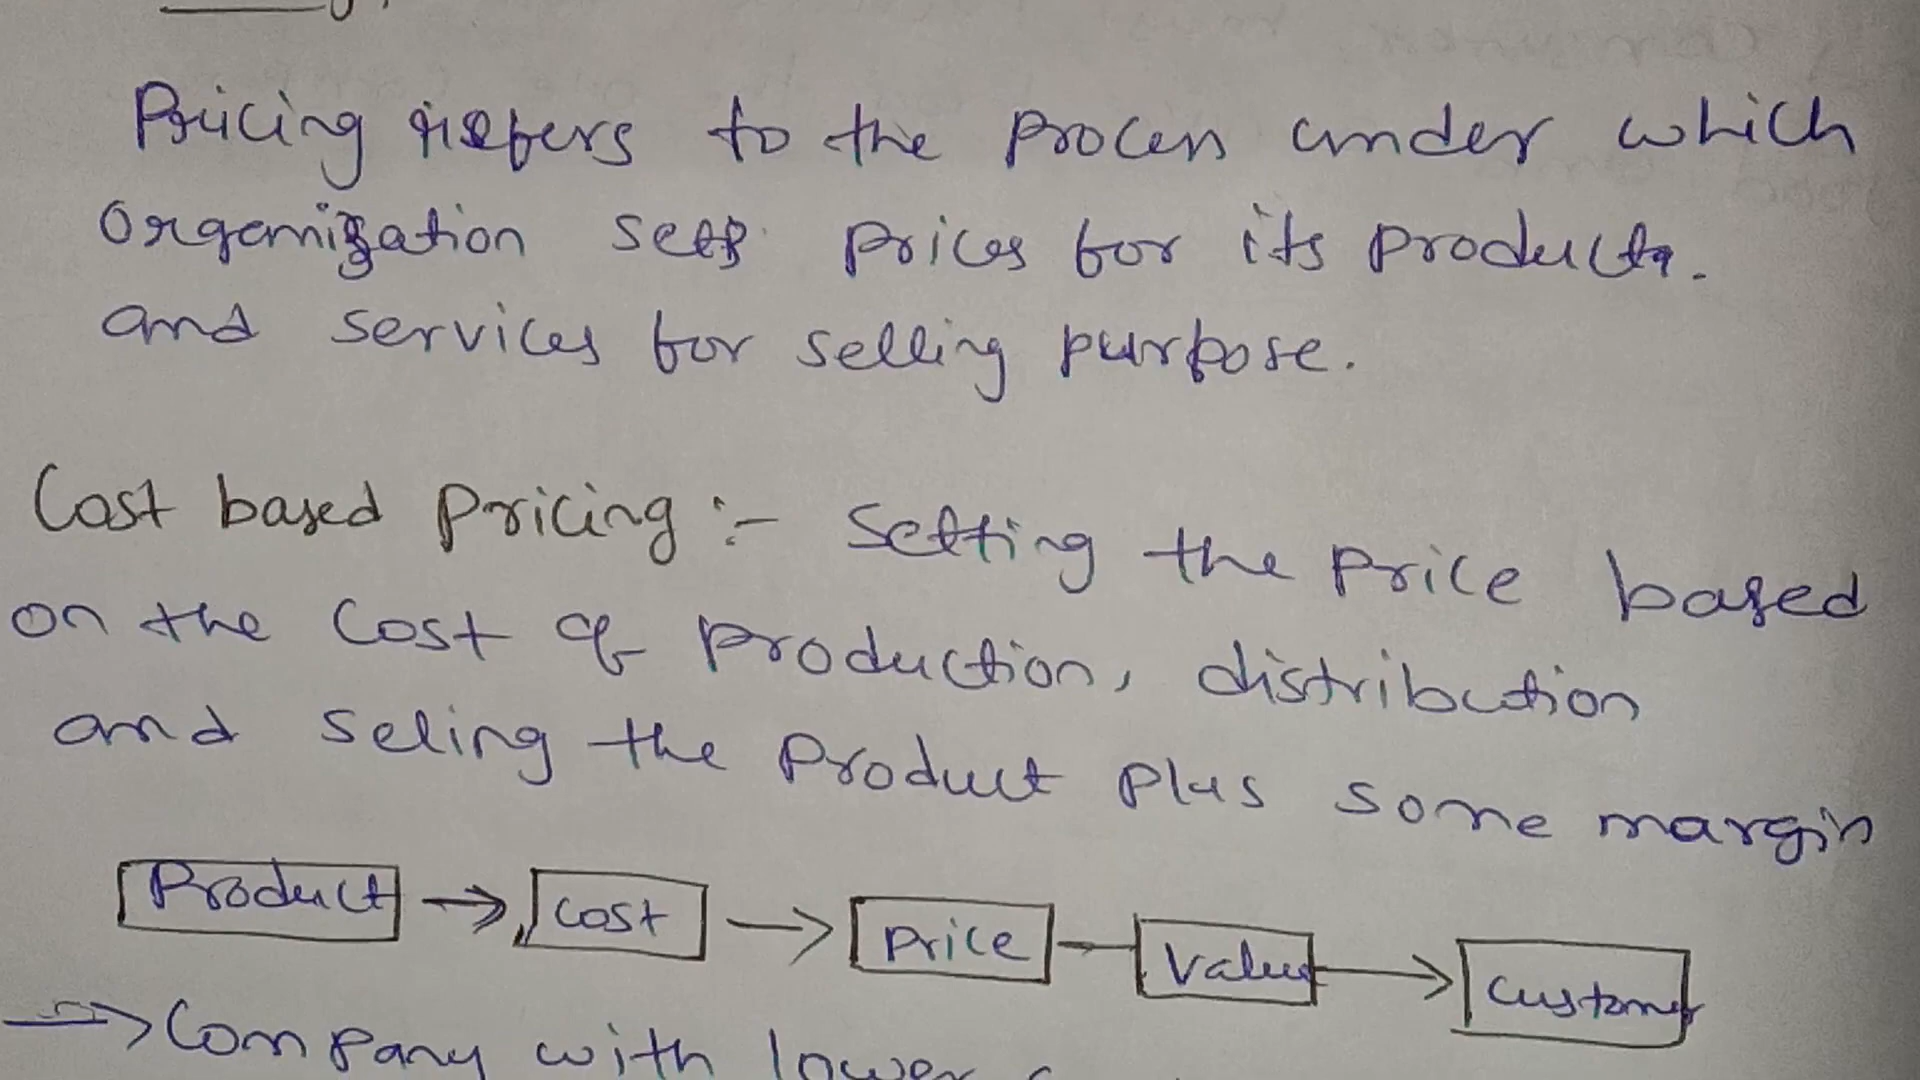 Pricing refers to the process under which
Organization sets prices for its products.
and services for selling purpose.
Cost based pricing :- Setting the price based
on the cost of production, distribution
and seling the product plus some margin
Product → Cost → Price — Value → Customer
→ Company with lower